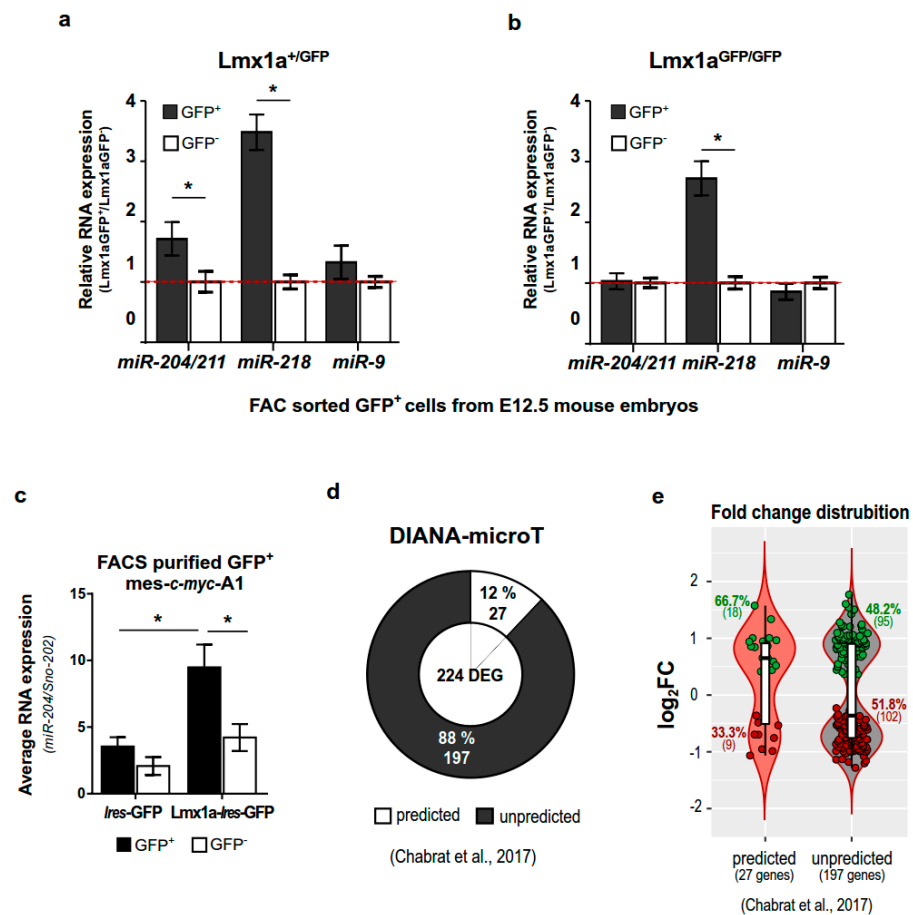 a
Lmx1a+/GFP
Relative RNA expression
(Lmx1aGFP+/Lmx1aGFP-)
4
3
2
1
0
GFP+
GFP-
*
*
miR-204/211
miR-218
miR-9
b
Lmx1aGFP/GFP
Relative RNA expression
(Lmx1aGFP+/Lmx1aGFP-)
4
3
2
1
0
GFP+
GFP-
*
miR-204/211
miR-218
miR-9
FAC sorted GFP+ cells from E12.5 mouse embryos
c
FACS purified GFP+
mes-c-myc-A1
Average RNA expression
(miR-204/Sno-202)
15
10
5
0
*
*
Ires-GFP
Lmx1a-Ires-GFP
GFP+
GFP-
d
DIANA-microT
12 %
27
224 DEG
88 %
197
predicted
unpredicted
(Chabrat et al., 2017)
e
Fold change distrubition
log2FC
2
1
0
-1
-2
66.7%
(18)
48.2%
(95)
33.3%
(9)
51.8%
(102)
predicted
(27 genes)
unpredicted
(197 genes)
(Chabrat et al., 2017)